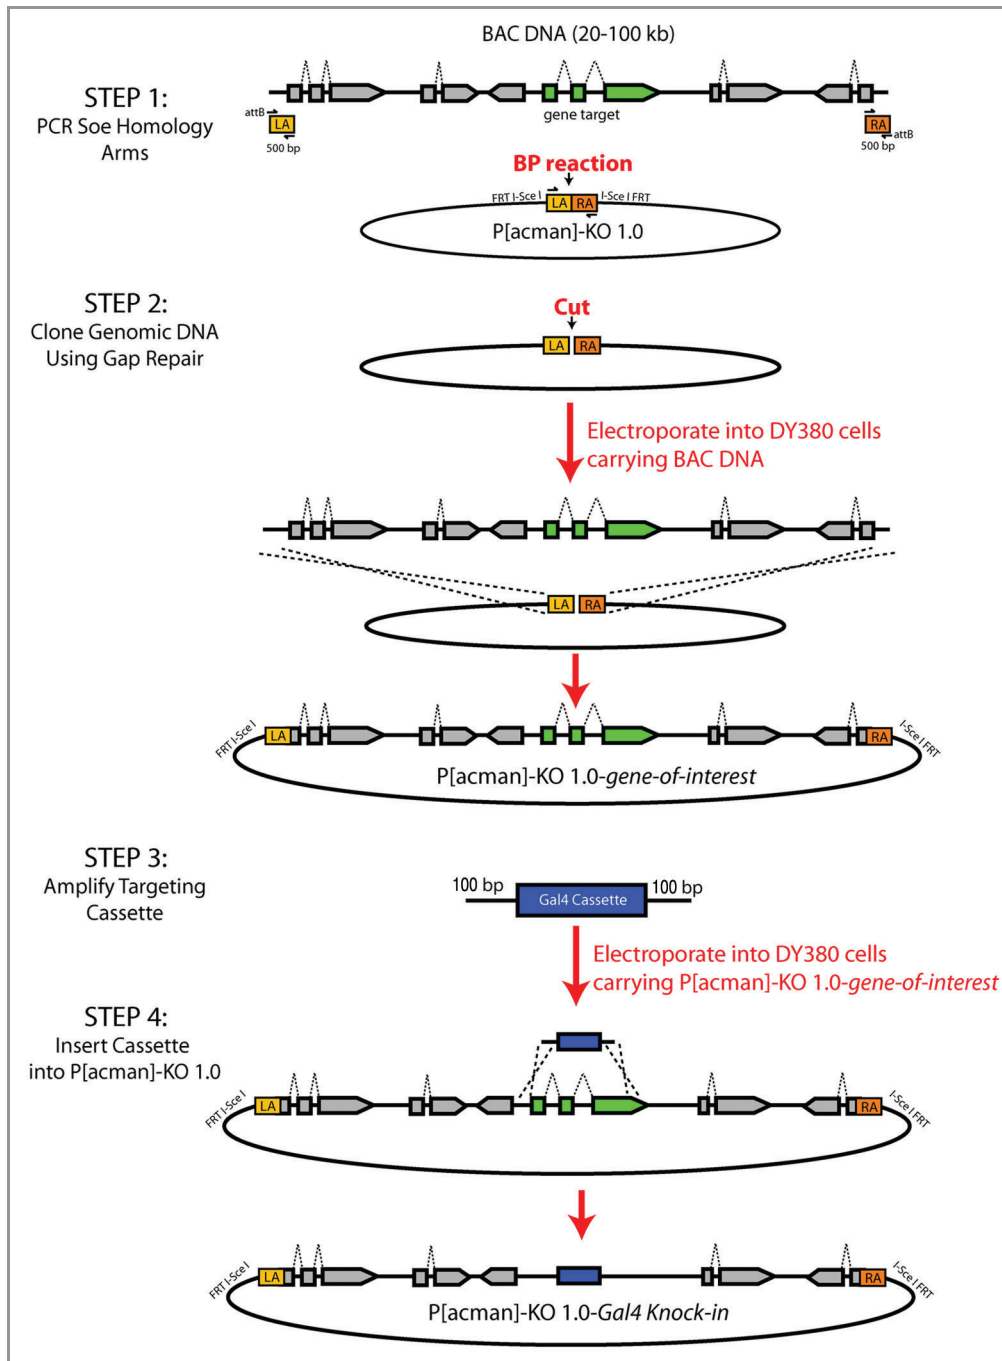 BAC DNA (20-100 kb)
STEP 1:
PCR Soe Homology
Arms
attB
LA
500 bp
gene target
RA
attB
500 bp
BP reaction
FRT I-Sce I
LA RA
I-Sce I FRT
P[acman]-KO 1.0
STEP 2:
Clone Genomic DNA
Using Gap Repair
Cut
LA RA
Electroporate into DY380 cells
carrying BAC DNA
LA RA
FRT I-Sce I
LA
RA
I-Sce I FRT
P[acman]-KO 1.0-gene-of-interest
STEP 3:
Amplify Targeting
Cassette
100 bp
Gal4 Cassette
100 bp
Electroporate into DY380 cells
carrying P[acman]-KO 1.0-gene-of-interest
STEP 4:
Insert Cassette
into P[acman]-KO 1.0
FRT I-Sce I
LA
RA
I-Sce I FRT
FRT I-Sce I
LA
RA
I-Sce I FRT
P[acman]-KO 1.0-Gal4 Knock-in